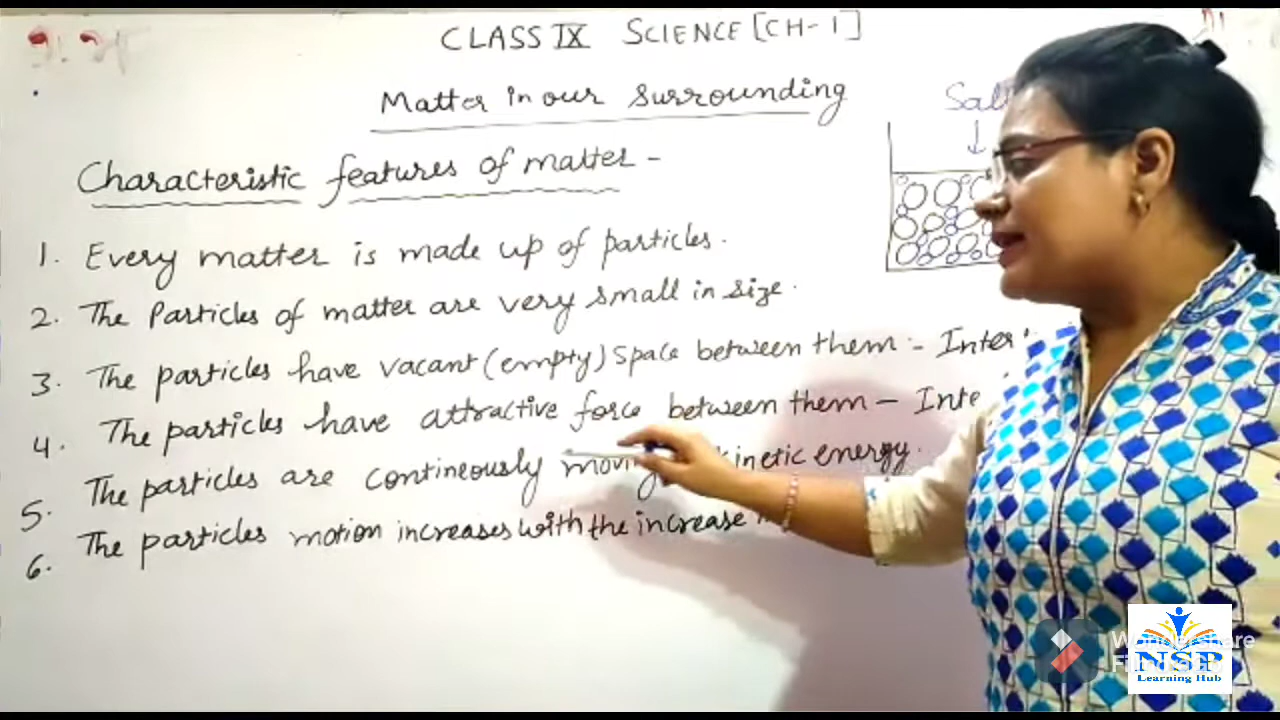 CLASS IX SCIENCE [CH-1]
Matter in our surrounding
Salt
Characteristic features of matter -
1. Every matter is made up of particles.
2. The Particles of matter are very small in size.
3. The particles have vacant (empty) space between them - Inter
4. The particles have attractive force between them - Inte
5. The particles are contineously moving kinetic energy.
6. The particles motion increases with the increase in
Wondershare
NSP
Learning Hub